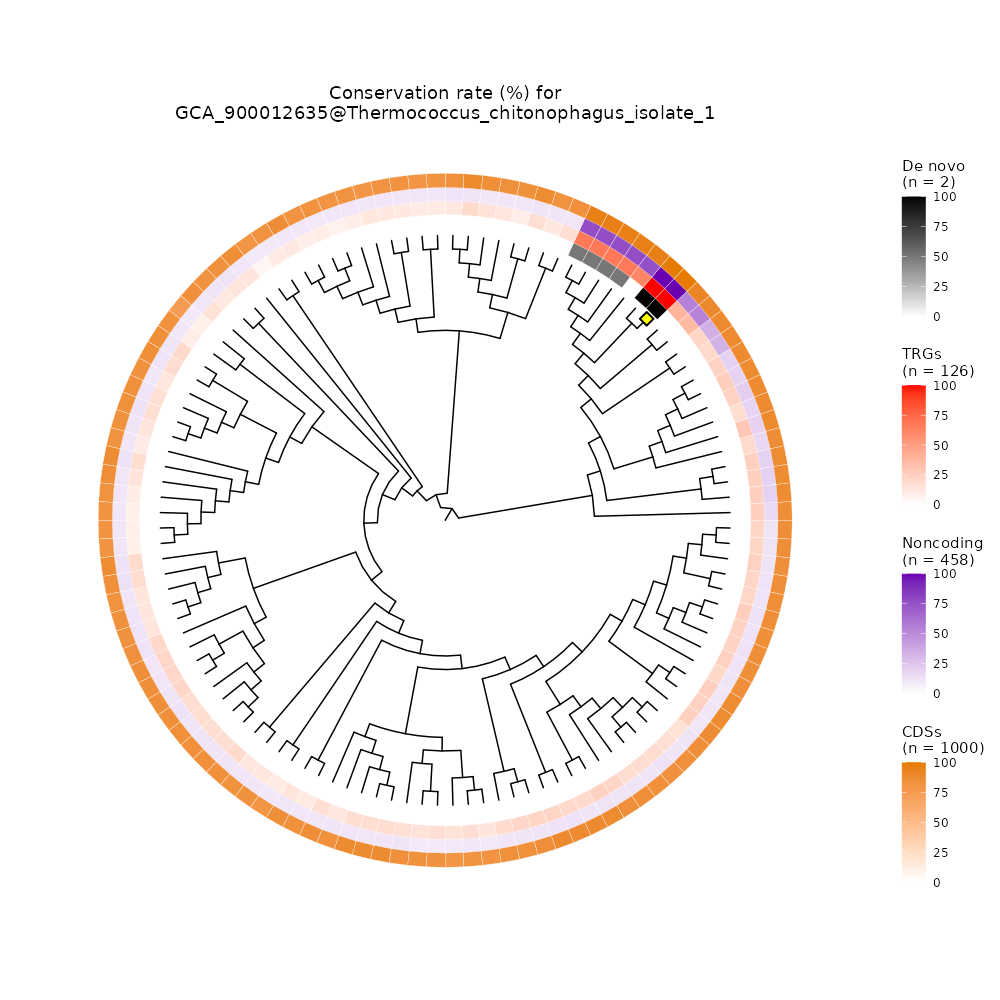 Conservation rate (%) for
GCA_900012635@Thermococcus_chitonophagus_isolate_1
De novo
(n = 2)
100
75
50
25
0
TRGs
(n = 126)
100
75
50
25
0
Noncoding
(n = 458)
100
75
50
25
0
CDSs
(n = 1000)
100
75
50
25
0